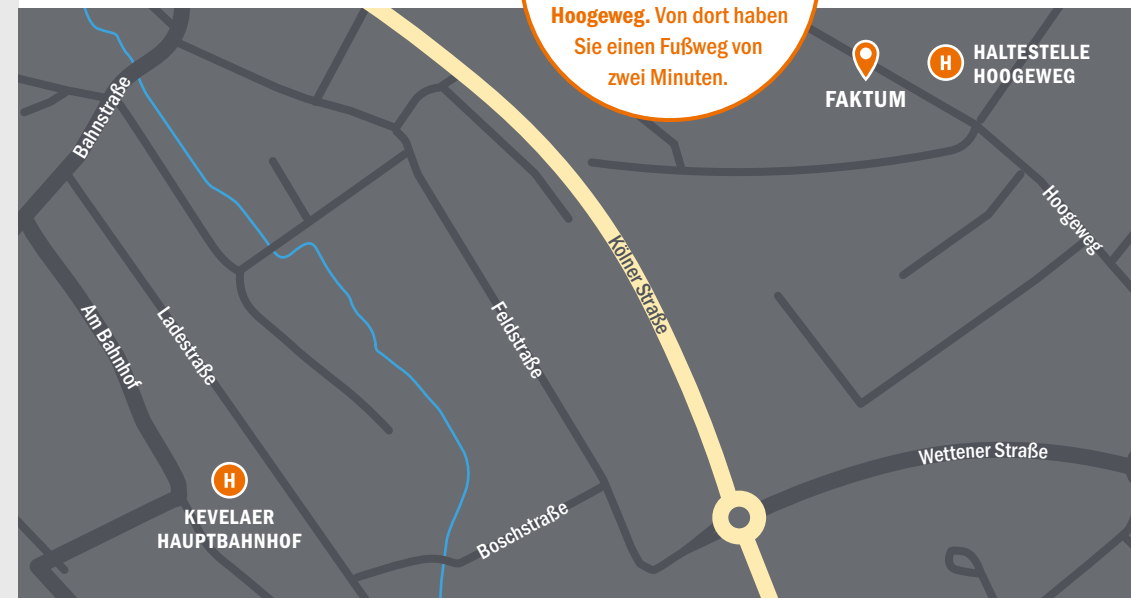 Hoogeweg. Von dort haben
Sie einen Fußweg von
zwei Minuten.
H
HALTESTELLE
HOOGEWEG
FAKTUM
Bahnstraße
Hoogeweg
Kölner Straße
Am Bahnhof
Ladestraße
Feldstraße
Wettener Straße
H
KEVELAER
HAUPTBAHNHOF
Boschstraße